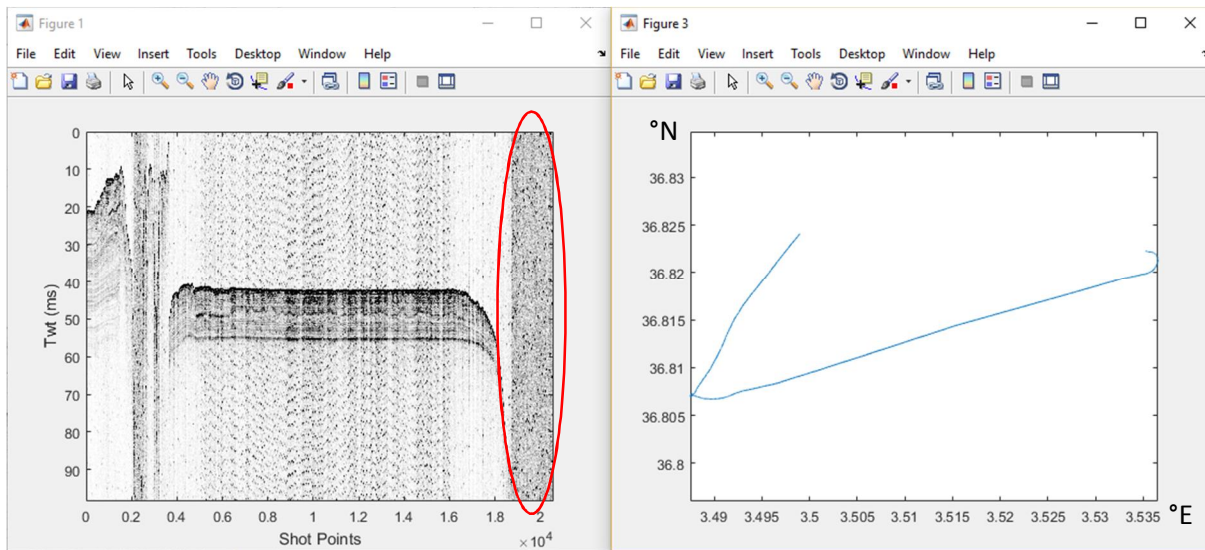 Figure 1
File Edit View Insert Tools Desktop Window Help
0
10
20
30
40
50
60
70
80
90
Twt (ms)
0 0.2 0.4 0.6 0.8 1 1.2 1.4 1.6 1.8 2
Shot Points
× 10^4
Figure 3
File Edit View Insert Tools Desktop Window Help
°N
36.83
36.825
36.82
36.815
36.81
36.805
36.8
3.49 3.495 3.5 3.505 3.51 3.515 3.52 3.525 3.53 3.535
°E